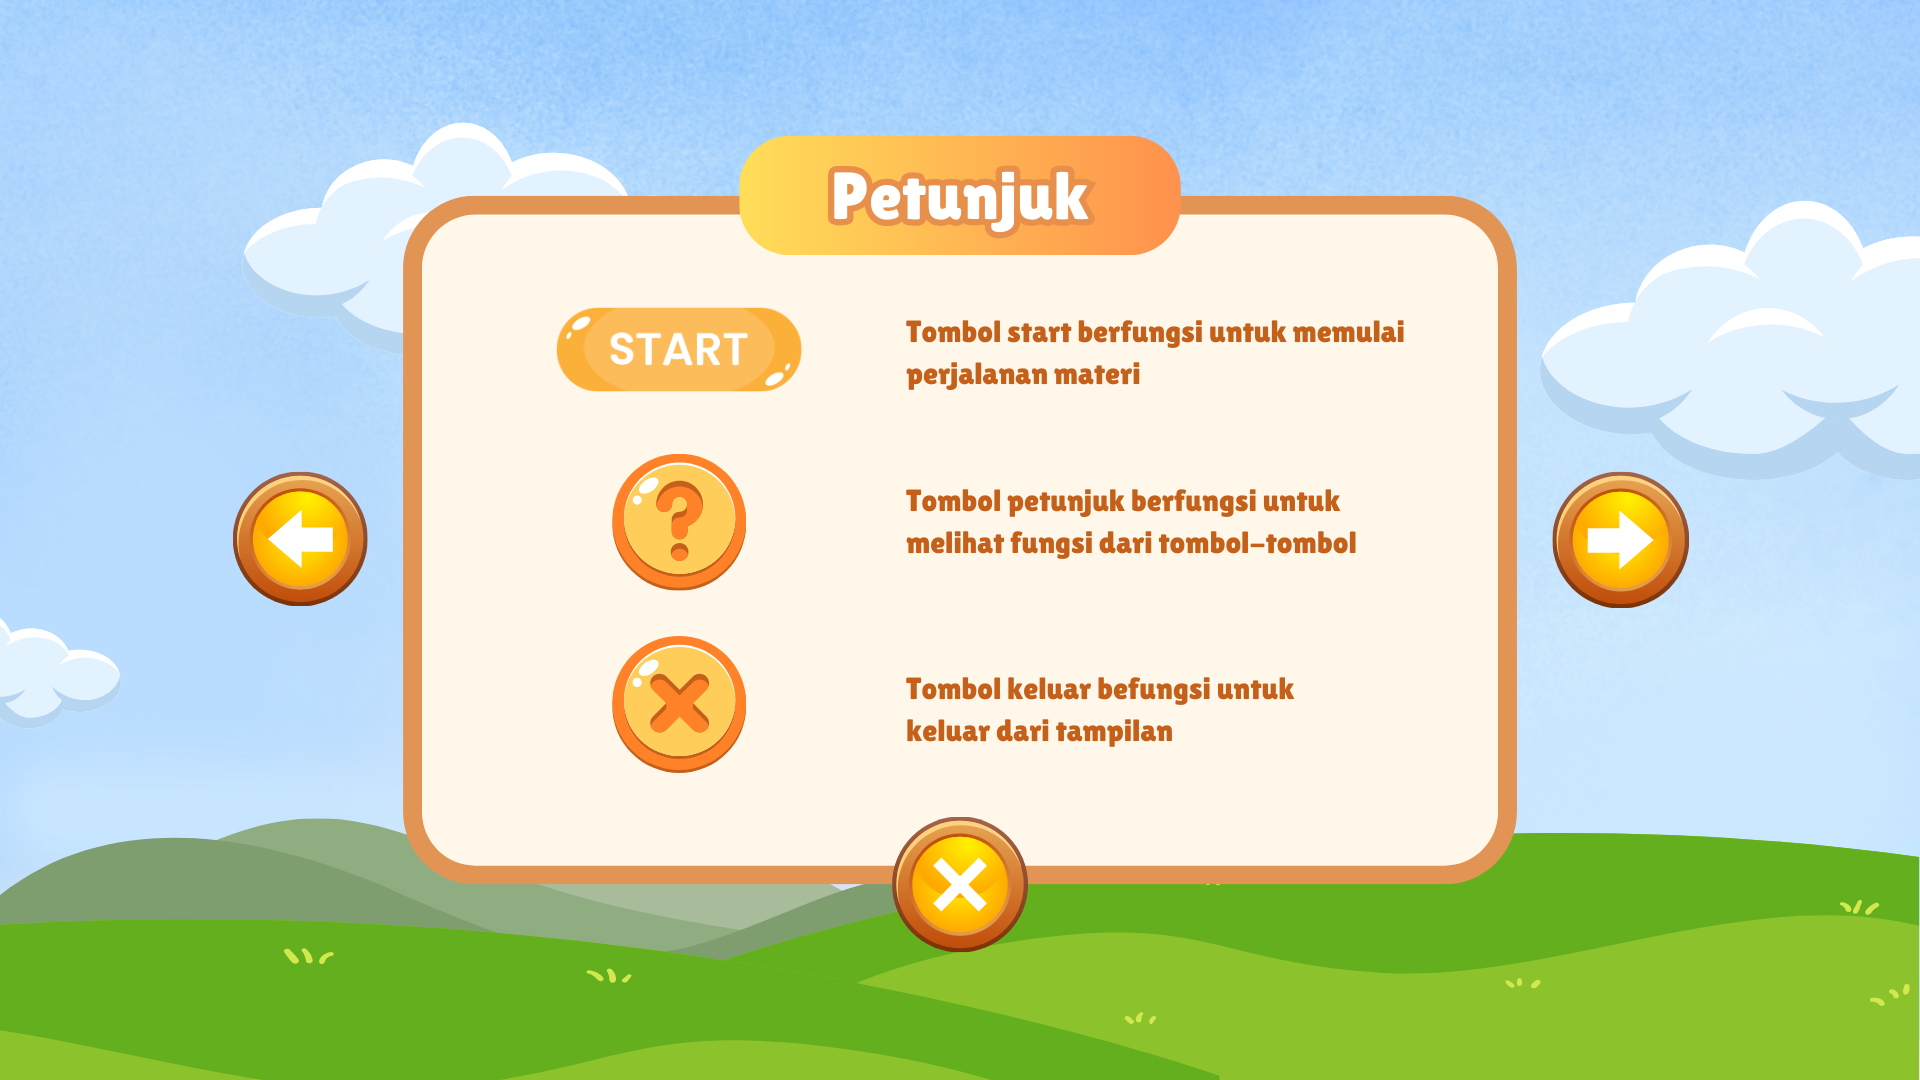 Petunjuk
START
Tombol start berfungsi untuk memulai
perjalanan materi
Tombol petunjuk berfungsi untuk
melihat fungsi dari tombol-tombol
Tombol keluar befungsi untuk
keluar dari tampilan